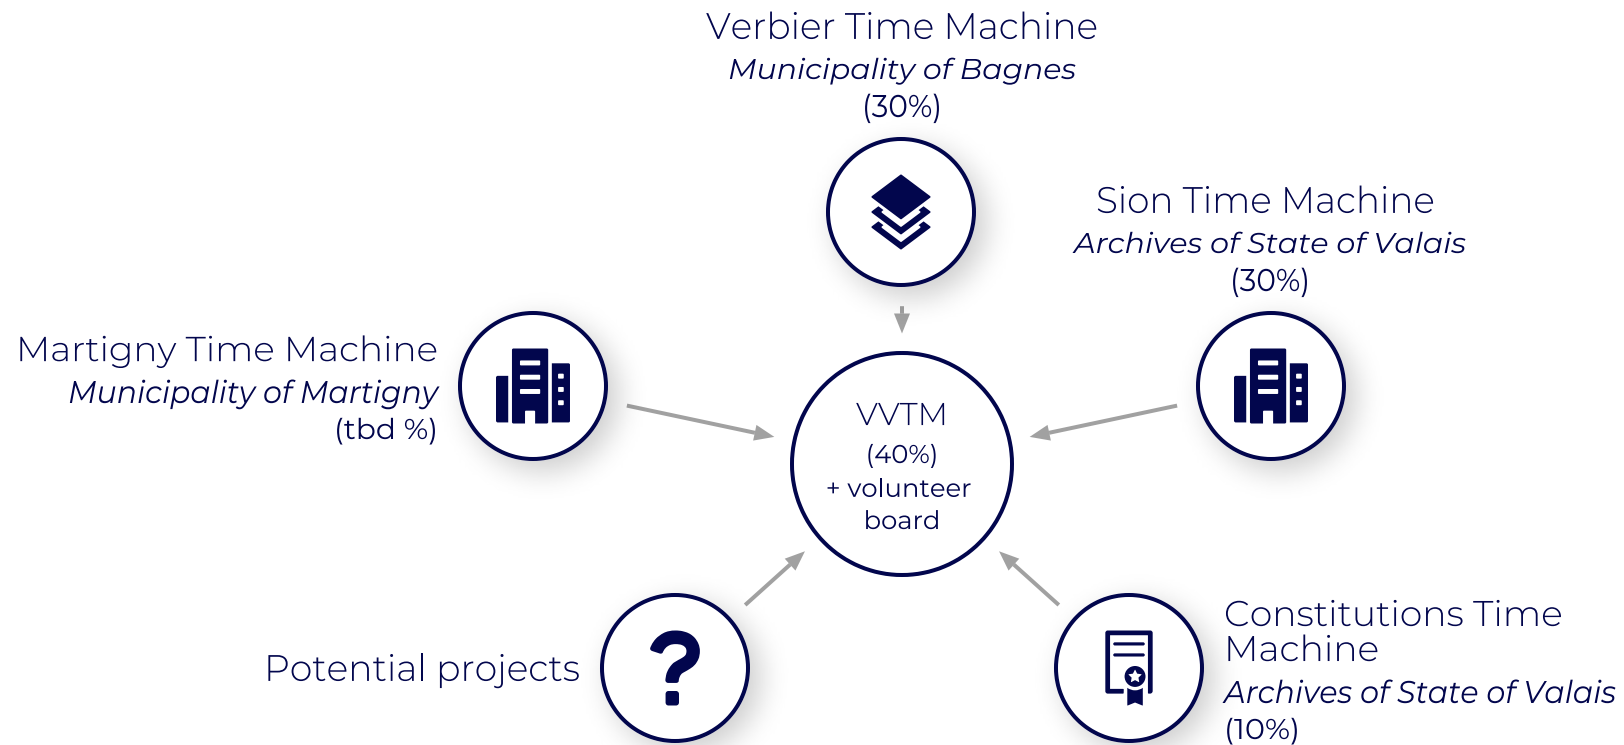 Verbier Time Machine
Municipality of Bagnes
(30%)
Sion Time Machine
Archives of State of Valais
(30%)
Martigny Time Machine
Municipality of Martigny
(tbd %)
VVTM
(40%)
+ volunteer
board
Potential projects
?
Constitutions Time
Machine
Archives of State of Valais
(10%)